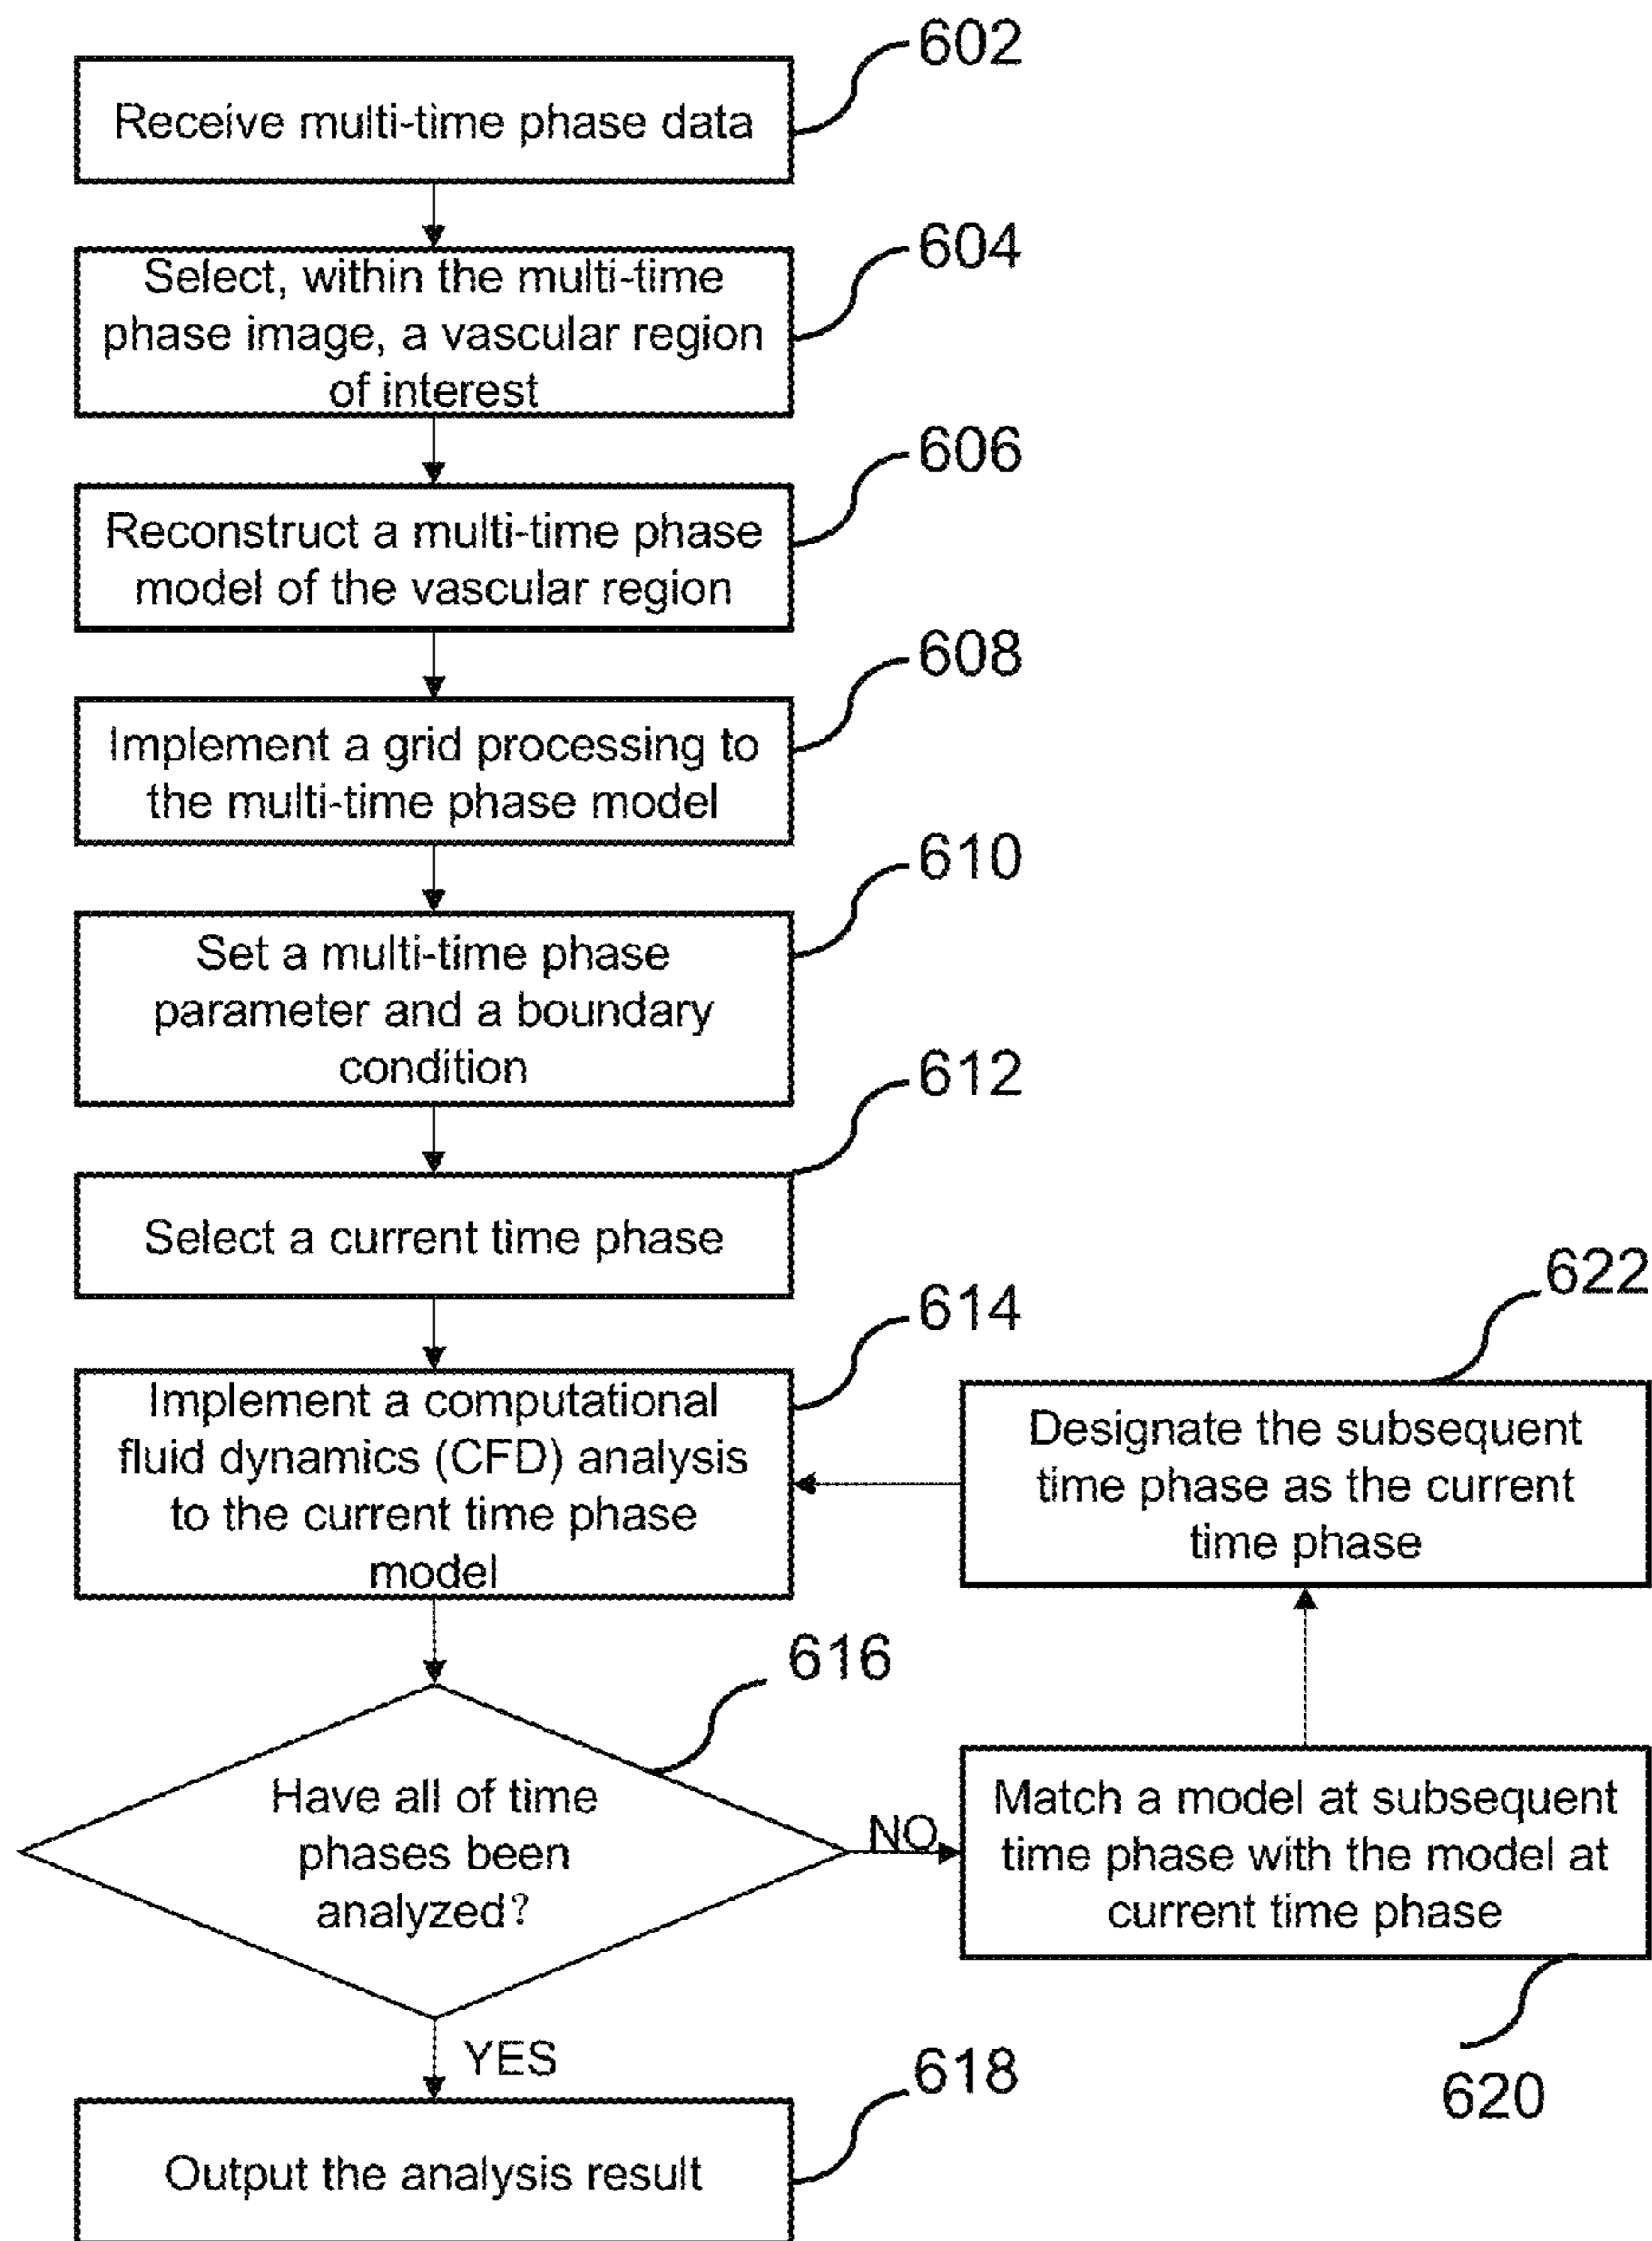 602
Receive multi-time phase data
604
Select, within the multi-time
phase image, a vascular region
of interest
606
Reconstruct a multi-time phase
model of the vascular region
608
Implement a grid processing to
the multi-time phase model
610
Set a multi-time phase
parameter and a boundary
condition
612
Select a current time phase
614
Implement a computational
fluid dynamics (CFD) analysis
to the current time phase
model
622
Designate the subsequent
time phase as the current
time phase
616
Have all of time
phases been
analyzed?
NO
Match a model at subsequent
time phase with the model at
current time phase
620
YES
618
Output the analysis result